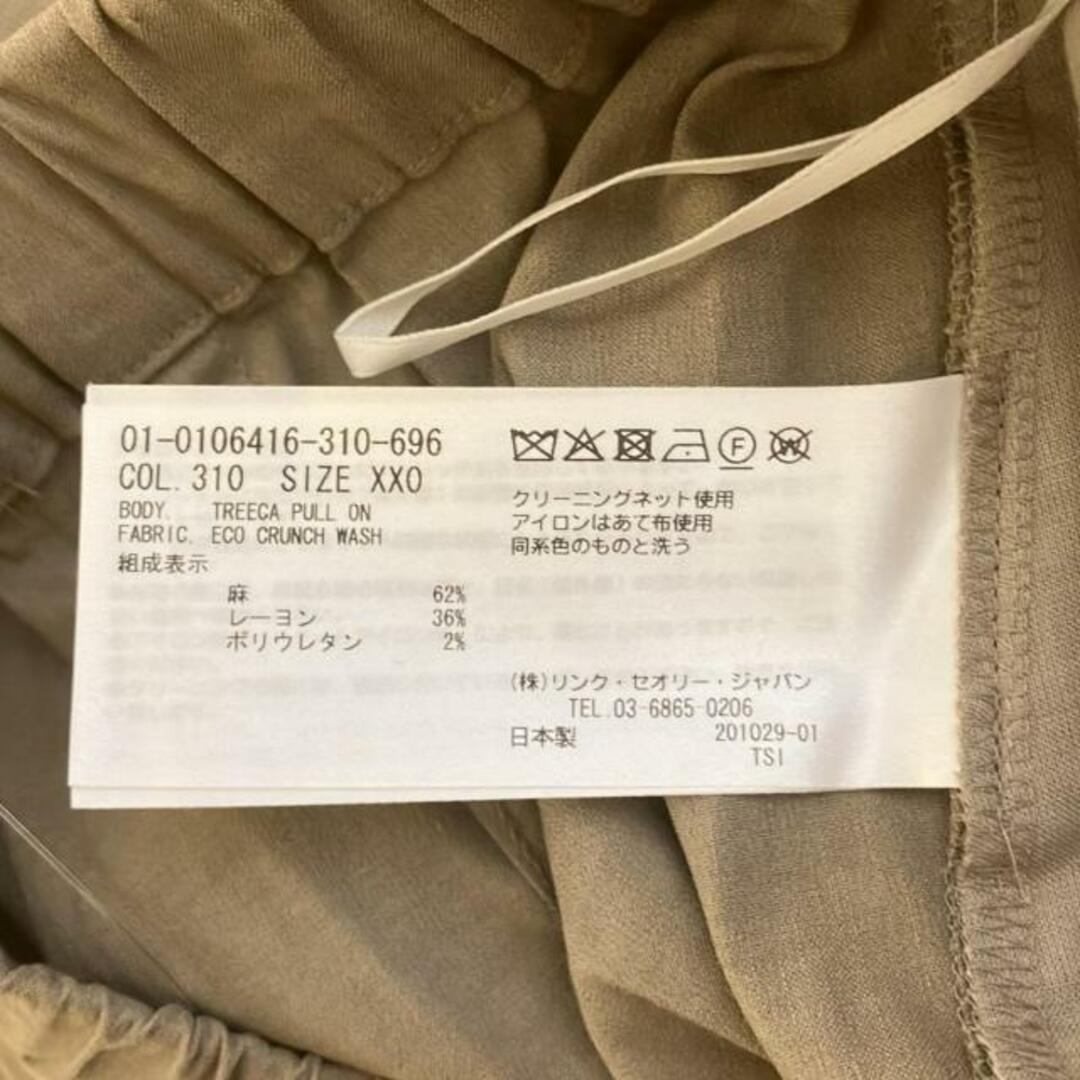 01-0106416-310-696
COL. 310 SIZE XXO
BODY. TREECA PULL ON
FABRIC. ECO CRUNCH WASH
組成表示
麻 62%
レーヨン 36%
ポリウレタン 2%
F
W
クリーニングネット使用
アイロンはあて布使用
同系色のものと洗う
(株)リンク・セオリー・ジャパン
TEL.03-6865-0206
日本製 201029-01
TSI